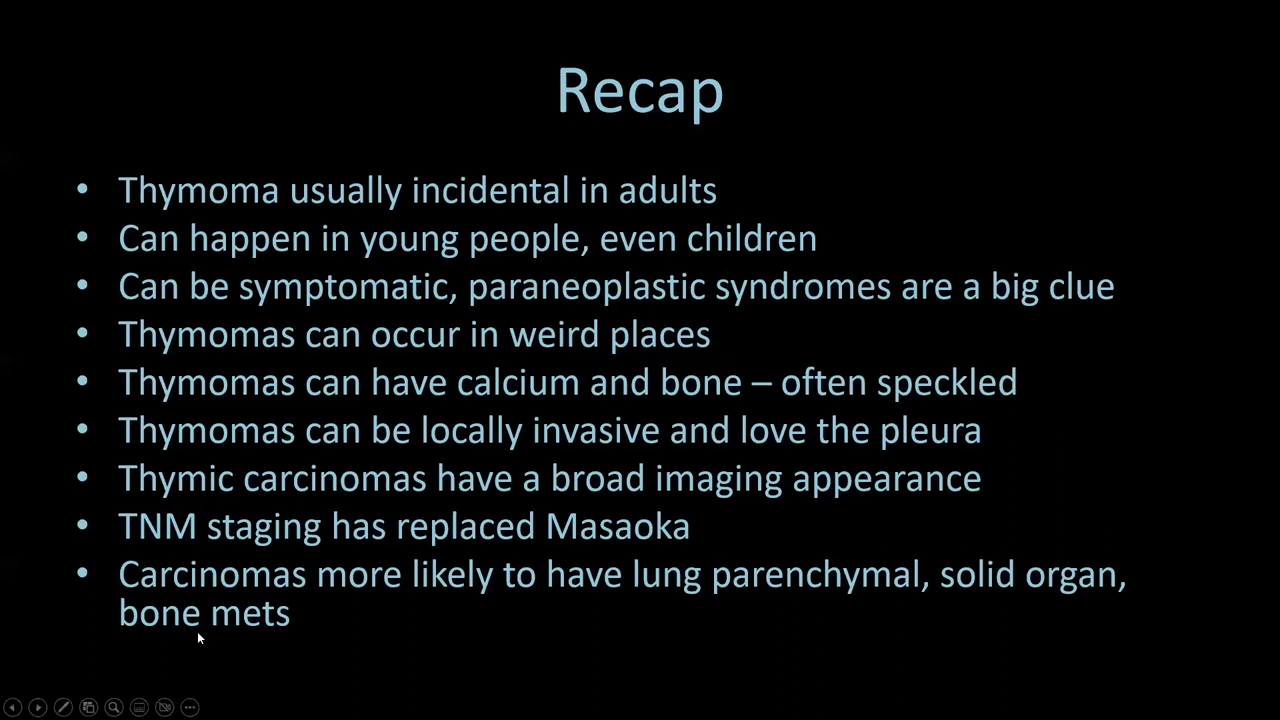 Recap
• Thymoma usually incidental in adults
• Can happen in young people, even children
• Can be symptomatic, paraneoplastic syndromes are a big clue
• Thymomas can occur in weird places
• Thymomas can have calcium and bone – often speckled
• Thymomas can be locally invasive and love the pleura
• Thymic carcinomas have a broad imaging appearance
• TNM staging has replaced Masaoka
• Carcinomas more likely to have lung parenchymal, solid organ,
bone mets